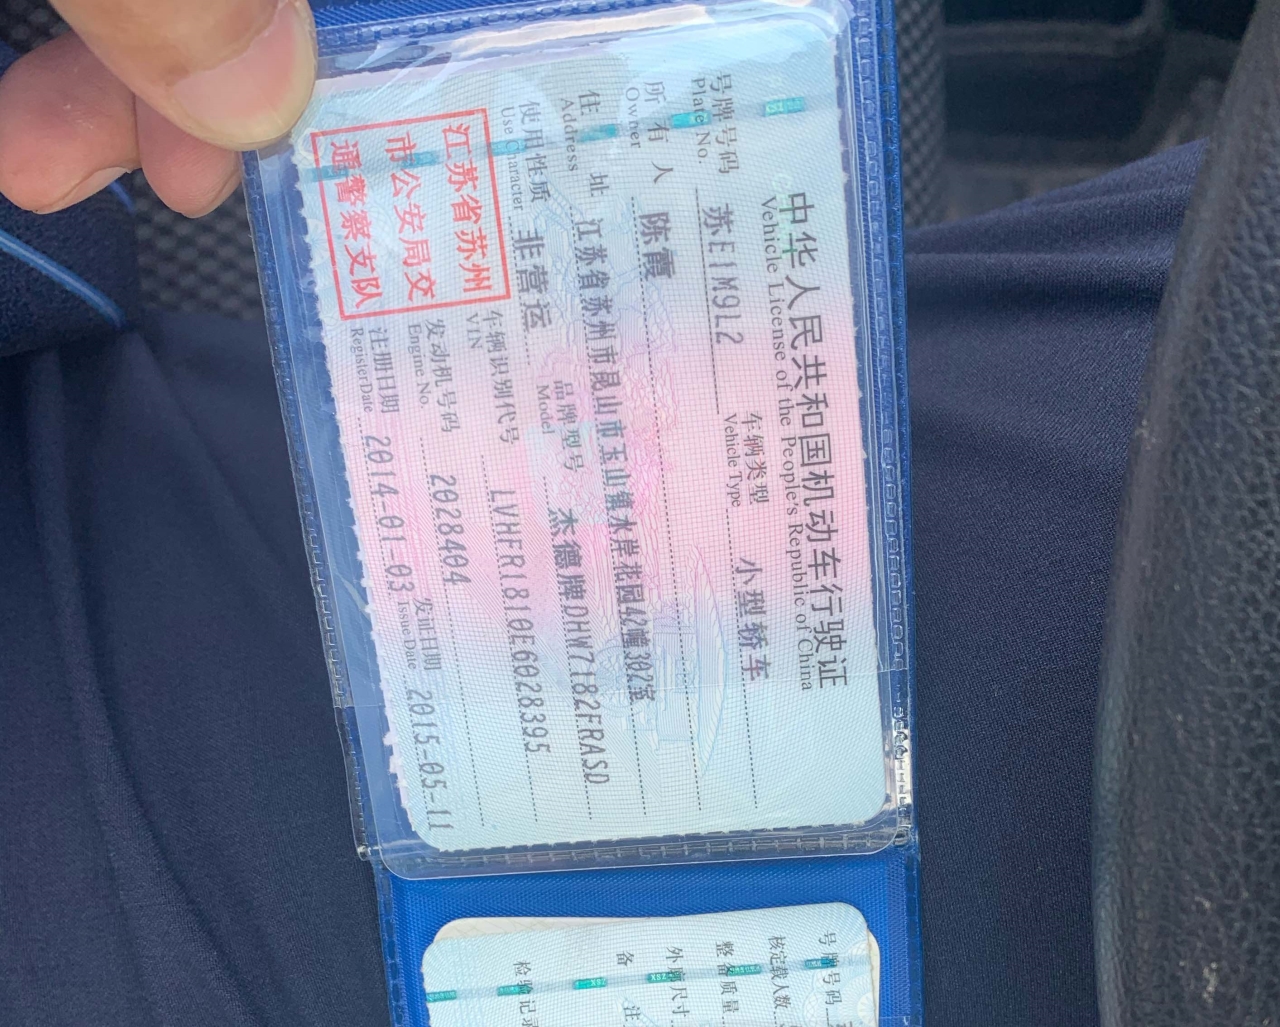 中华人民共和国机动车行驶证
Vehicle License of the People's Republic of China
号牌号码 苏E1M9L2 车辆类型 小型轿车
Plate No. Vehicle Type
所有人 陈霞
Owner
住址 江苏省苏州市昆山市玉山镇水岸花园42幢302室
Address
使用性质 非营运 品牌型号 杰德牌DHW7182FRASD
Use Character Model
江苏省苏州
市公安局交
通警察支队
车辆识别代号 LVHFR1810E6028395
VIN
发动机号码 2028404
Engine No.
注册日期 2014-01-03 发证日期 2015-05-11
Register Date Issue Date
号牌号码
核定载人数
整备质量
外廓尺寸
备注
检验记录